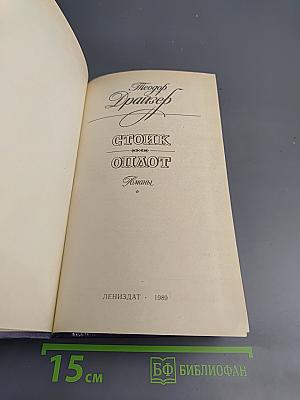 Теодор
Драйзер
СТОИК
ОПЛОТ
Романы
ЛЕНИЗДАТ · 1989
15 см
БФ БИБЛИОФАН